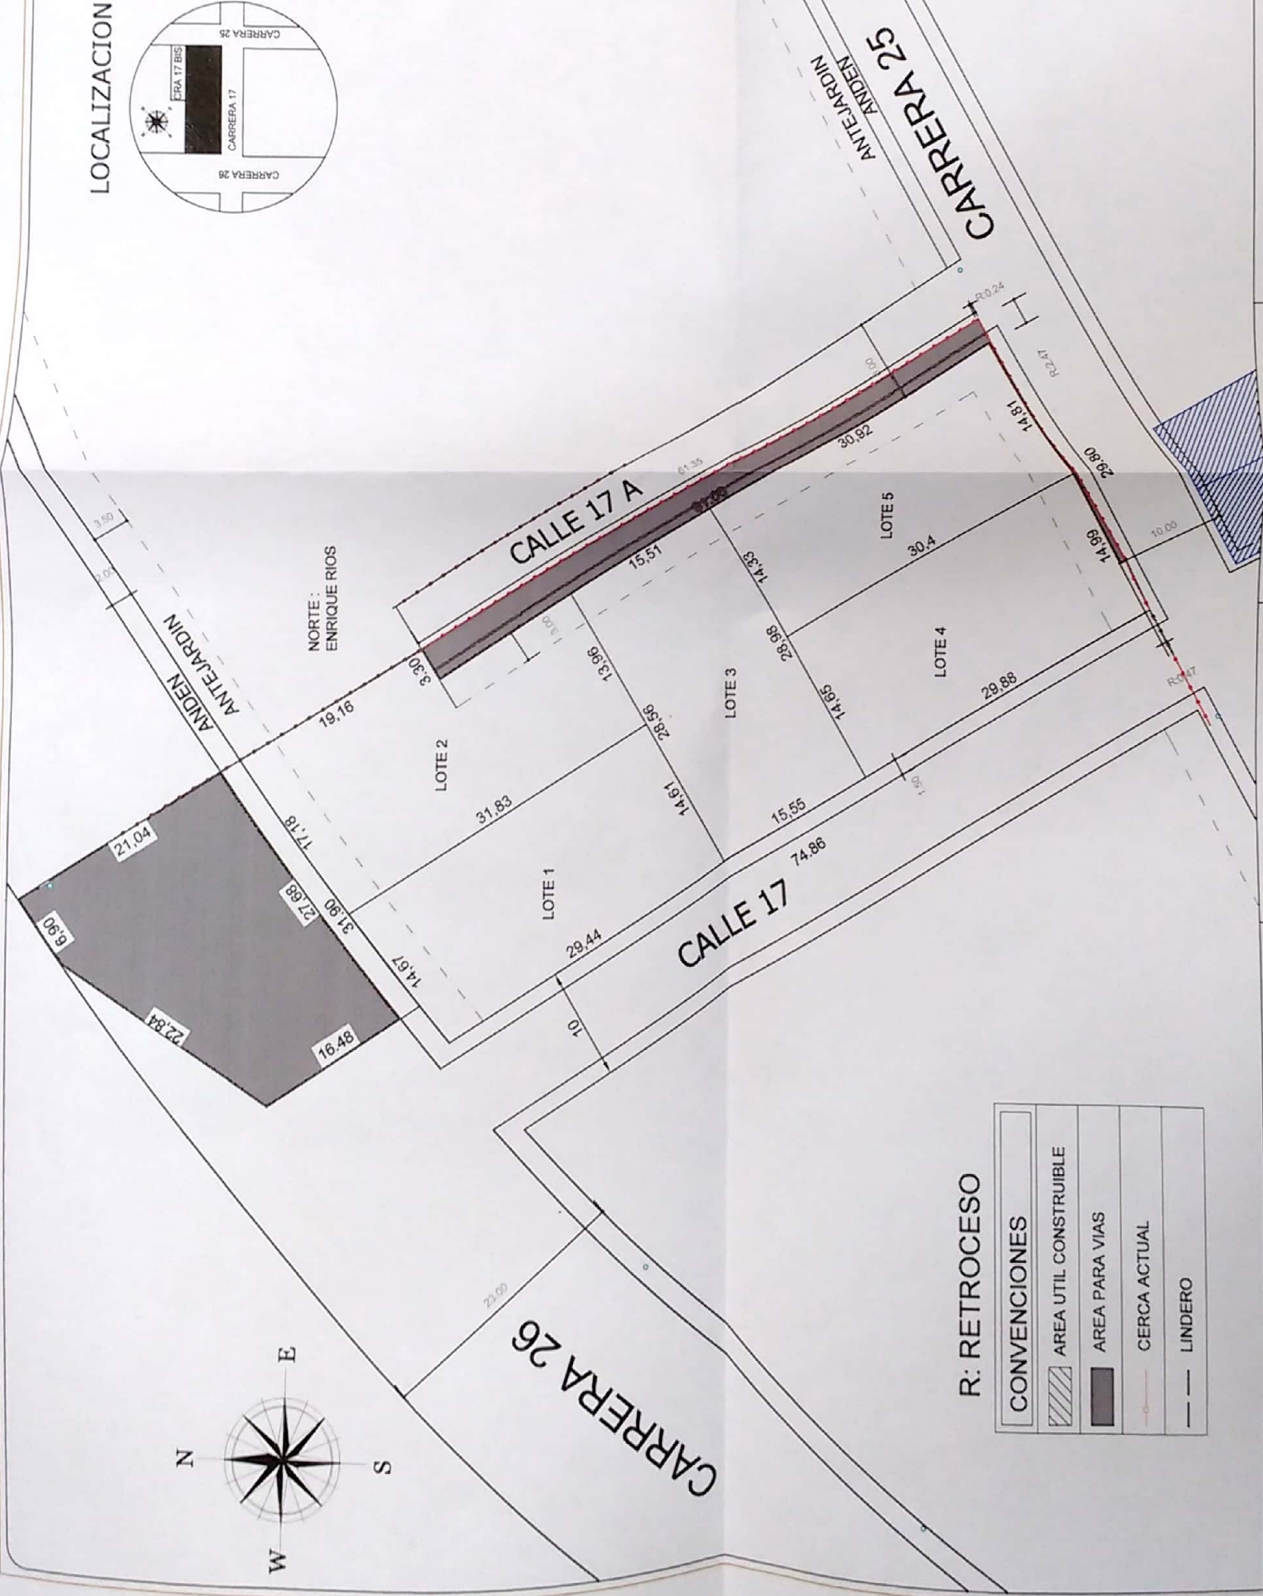 LOCALIZACION
CARRERA 25
CRA 17 BIS
CARRERA 17
CARRERA 26
NORTE :
ENRIQUE RIOS
ANDEN
ANTEJARDIN
3.50
2.00
ANTEJARDIN
ANDEN
CARRERA 25
CALLE 17 A
61.35
3.00
R:0.24
R:2.47
21,04
6,90
22,84
16.48
27,68
31.90
17,18
14,67
19,16
3.30
3.00
LOTE 2
31,83
LOTE 1
29,44
15,51
13,96
28,56
14,61
LOTE 3
14,33
28,98
14,65
15,55
30,92
LOTE 5
30,4
LOTE 4
29,88
14,81
14,99
29,80
10.00
1.50
74.86
CALLE 17
10
23.00
CARRERA 26
N
E
S
W
R: RETROCESO
CONVENCIONES
AREA UTIL CONSTRUIBLE
AREA PARA VIAS
CERCA ACTUAL
LINDERO